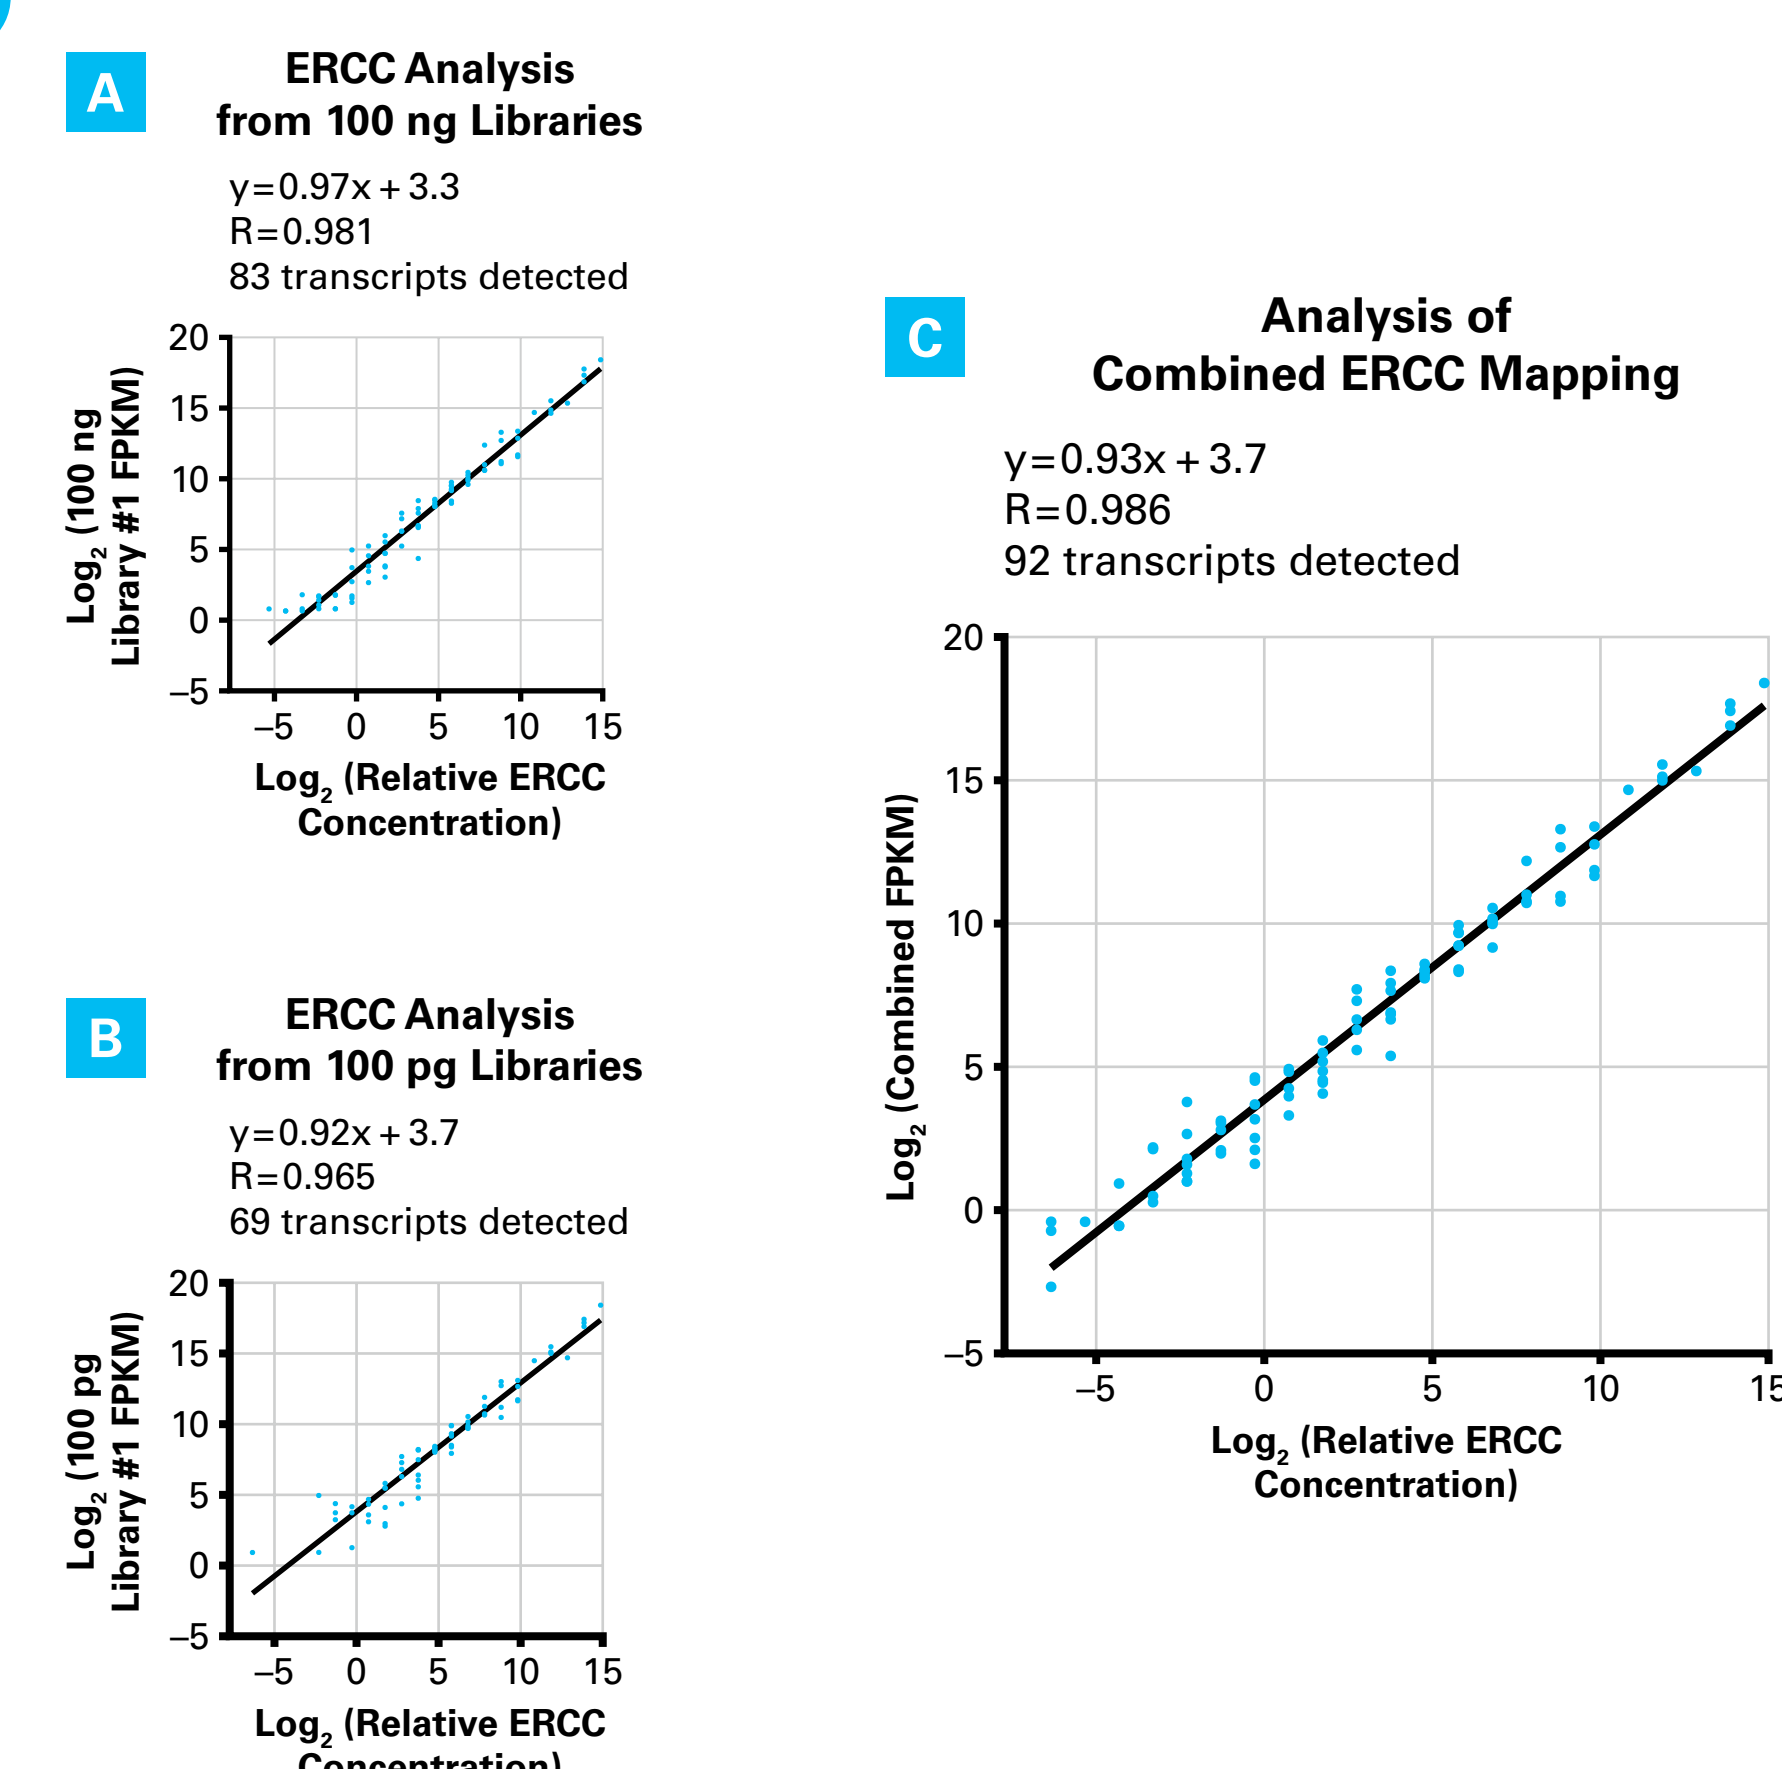 A
ERCC Analysis
from 100 ng Libraries
y=0.97x + 3.3
R=0.981
83 transcripts detected
20
15
10
5
0
–5
Log2 (100 ng
Library #1 FPKM)
–5 0 5 10 15
Log2 (Relative ERCC
Concentration)
B
ERCC Analysis
from 100 pg Libraries
y=0.92x + 3.7
R=0.965
69 transcripts detected
20
15
10
5
0
–5
Log2 (100 pg
Library #1 FPKM)
–5 0 5 10 15
Log2 (Relative ERCC
Concentration)
C
Analysis of
Combined ERCC Mapping
y=0.93x + 3.7
R=0.986
92 transcripts detected
20
15
10
5
0
–5
Log2 (Combined FPKM)
–5 0 5 10 15
Log2 (Relative ERCC
Concentration)